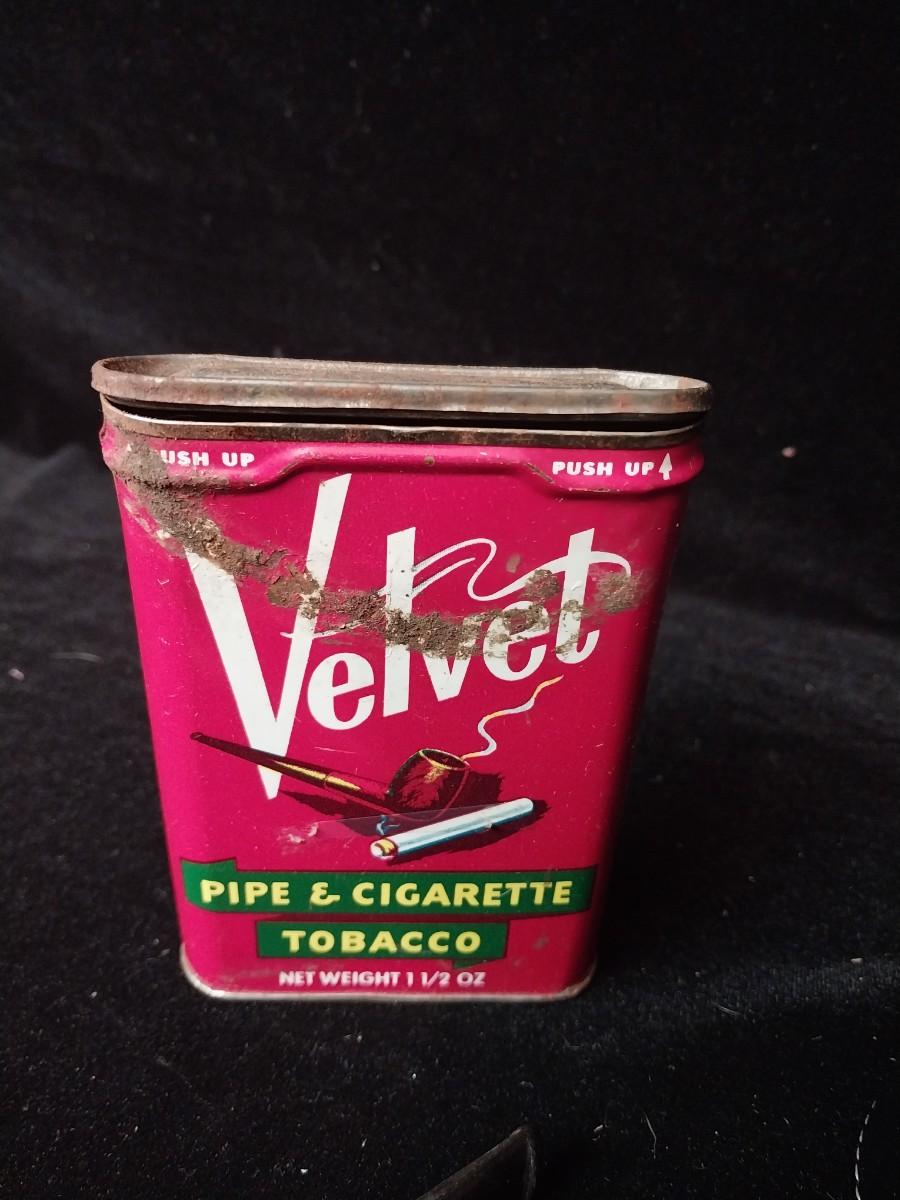 USH UP
PUSH UP
Velvet
PIPE & CIGARETTE
TOBACCO
NET WEIGHT 1 1/2 OZ